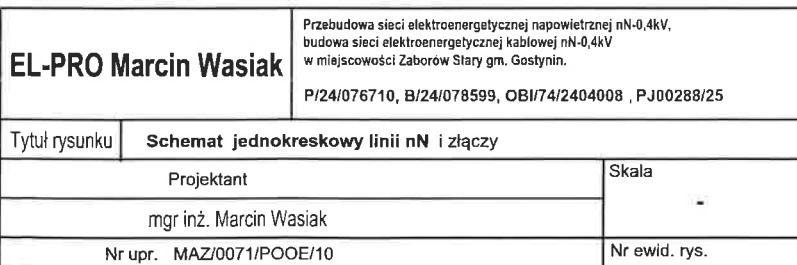 EL-PRO Marcin Wasiak
Przebudowa sieci elektroenergetycznej napowietrznej nN-0,4kV,
budowa sieci elektroenergetycznej kablowej nN-0,4kV
w miejscowości Zaborów Stary gm. Gostynin.
P/24/076710, B/24/078599, OBI/74/2404008 , PJ00288/25
Tytuł rysunku
Schemat jednokreskowy linii nN i złączy
Projektant
Skala
-
mgr inż. Marcin Wasiak
Nr upr. MAZ/0071/POOE/10
Nr ewid. rys.